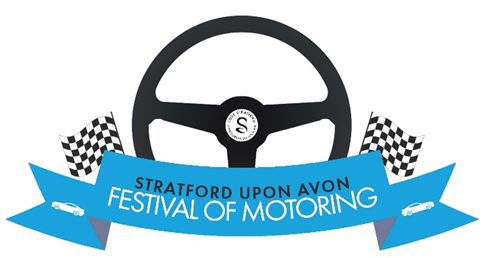 S
STRATFORD UPON AVON
FESTIVAL OF MOTORING